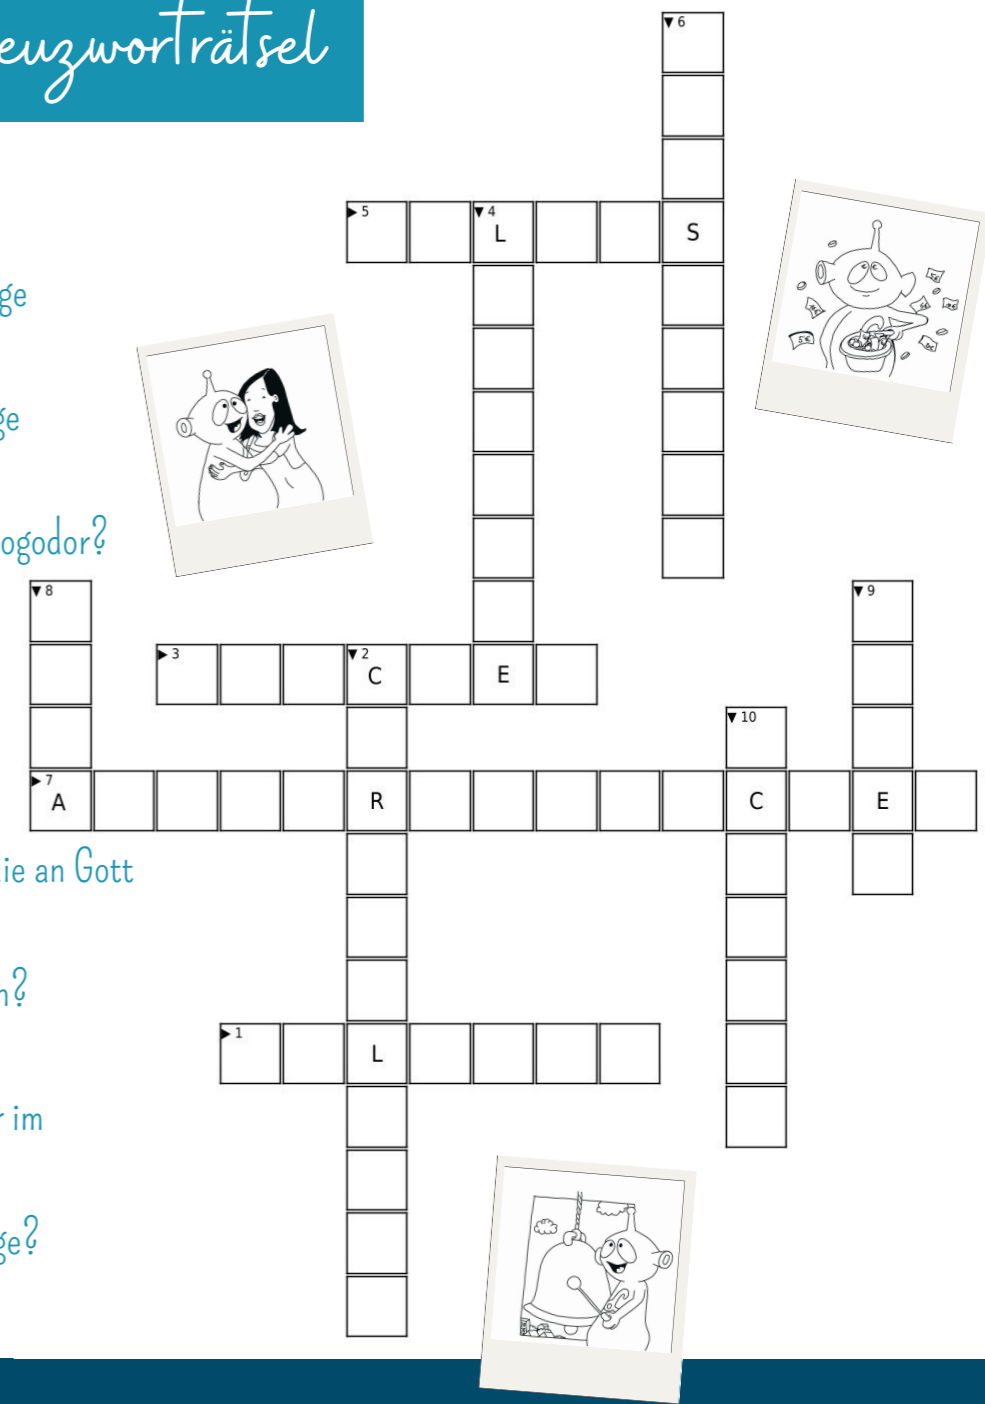 euzworträtsel
▼ 6
▶ 5
▼ 4
L
S
ge
ge
ogodor?
▼ 8
▼ 9
▶ 3
▼ 2
C
E
▼ 10
▶ 7
A
R
C
E
ie an Gott
n?
▶ 1
L
r im
ge?